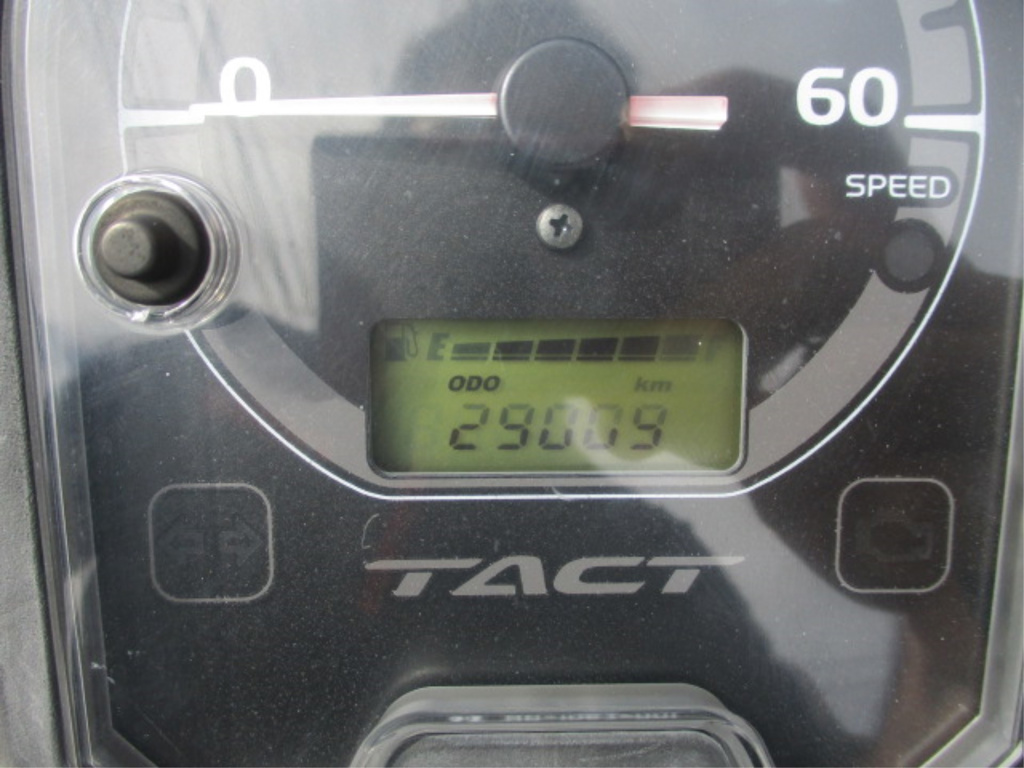 0
60
SPEED
E F
ODO km
29009
TACT